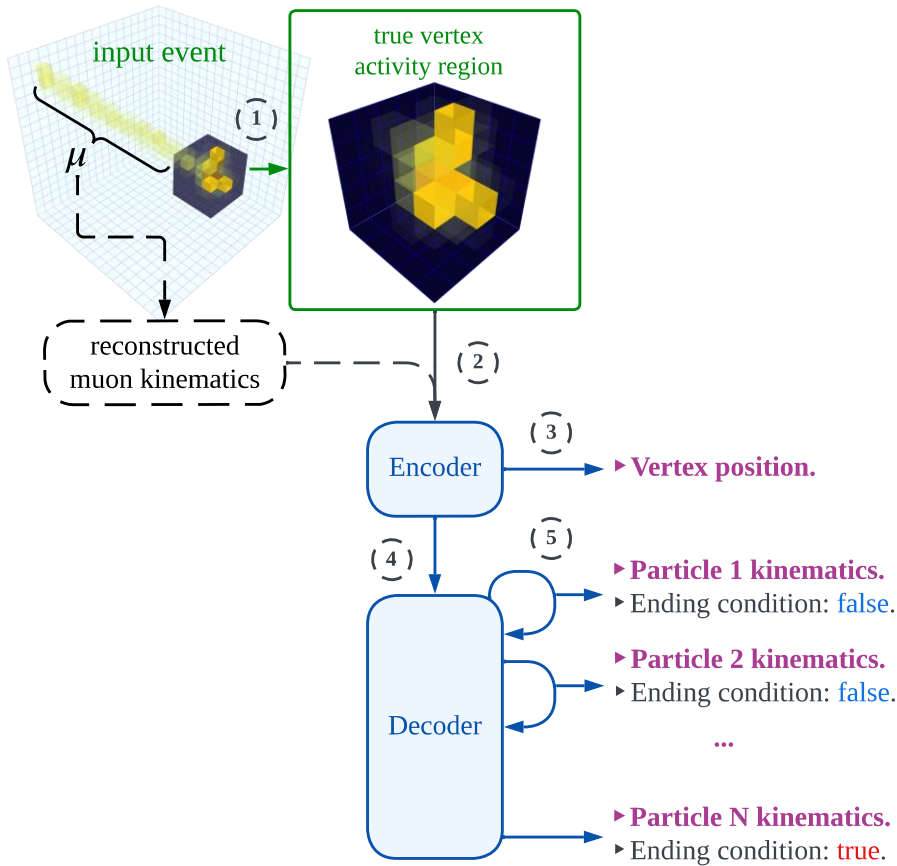 input event
true vertex
activity region
1
μ
reconstructed
muon kinematics
2
3
Encoder
Vertex position.
4
5
Particle 1 kinematics.
Ending condition: false.
Particle 2 kinematics.
Ending condition: false.
Decoder
...
Particle N kinematics.
Ending condition: true.